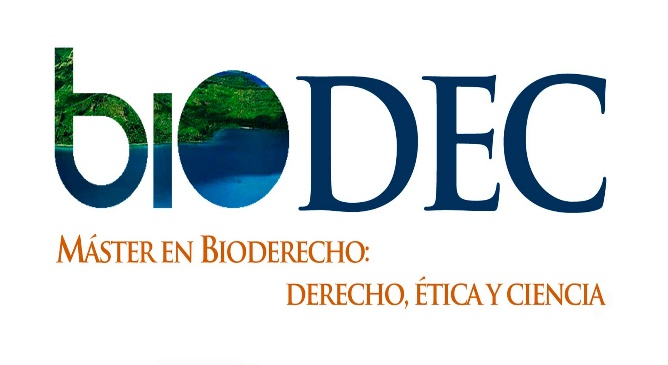 biODEC
MÁSTER EN BIODERECHO:
DERECHO, ÉTICA Y CIENCIA